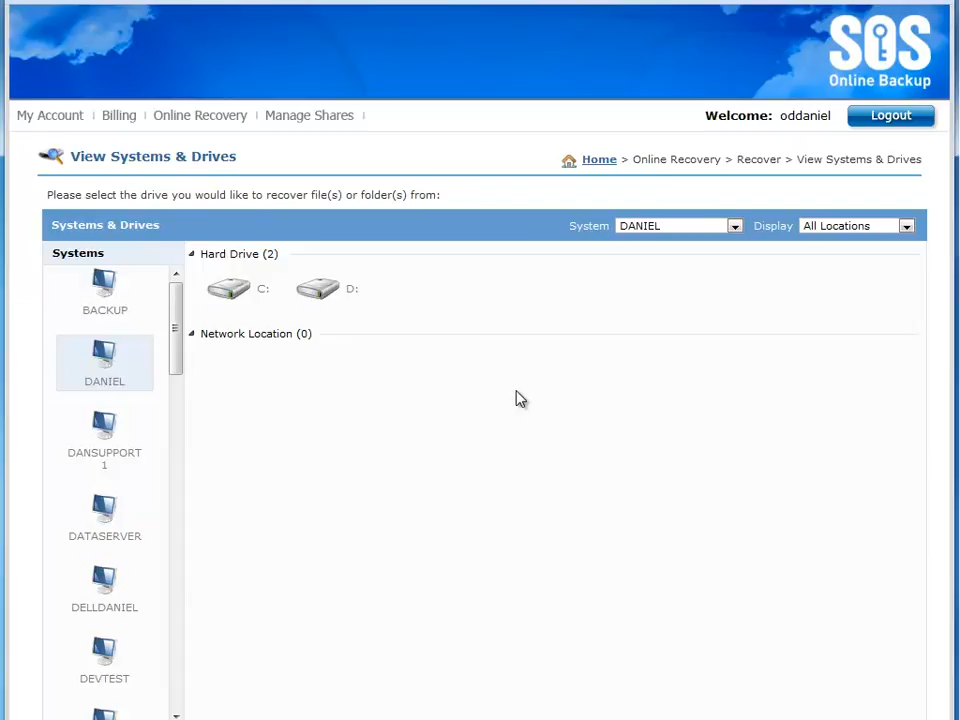 SOS
Online Backup
My Account
Billing
Online Recovery
Manage Shares
Welcome: oddaniel
Logout
View Systems & Drives
Home > Online Recovery > Recover > View Systems & Drives
Please select the drive you would like to recover file(s) or folder(s) from:
Systems & Drives
System
DANIEL
Display
All Locations
Systems
BACKUP
DANIEL
DANSUPPORT
1
DATASERVER
DELLDANIEL
DEVTEST
Hard Drive (2)
C:
D:
Network Location (0)